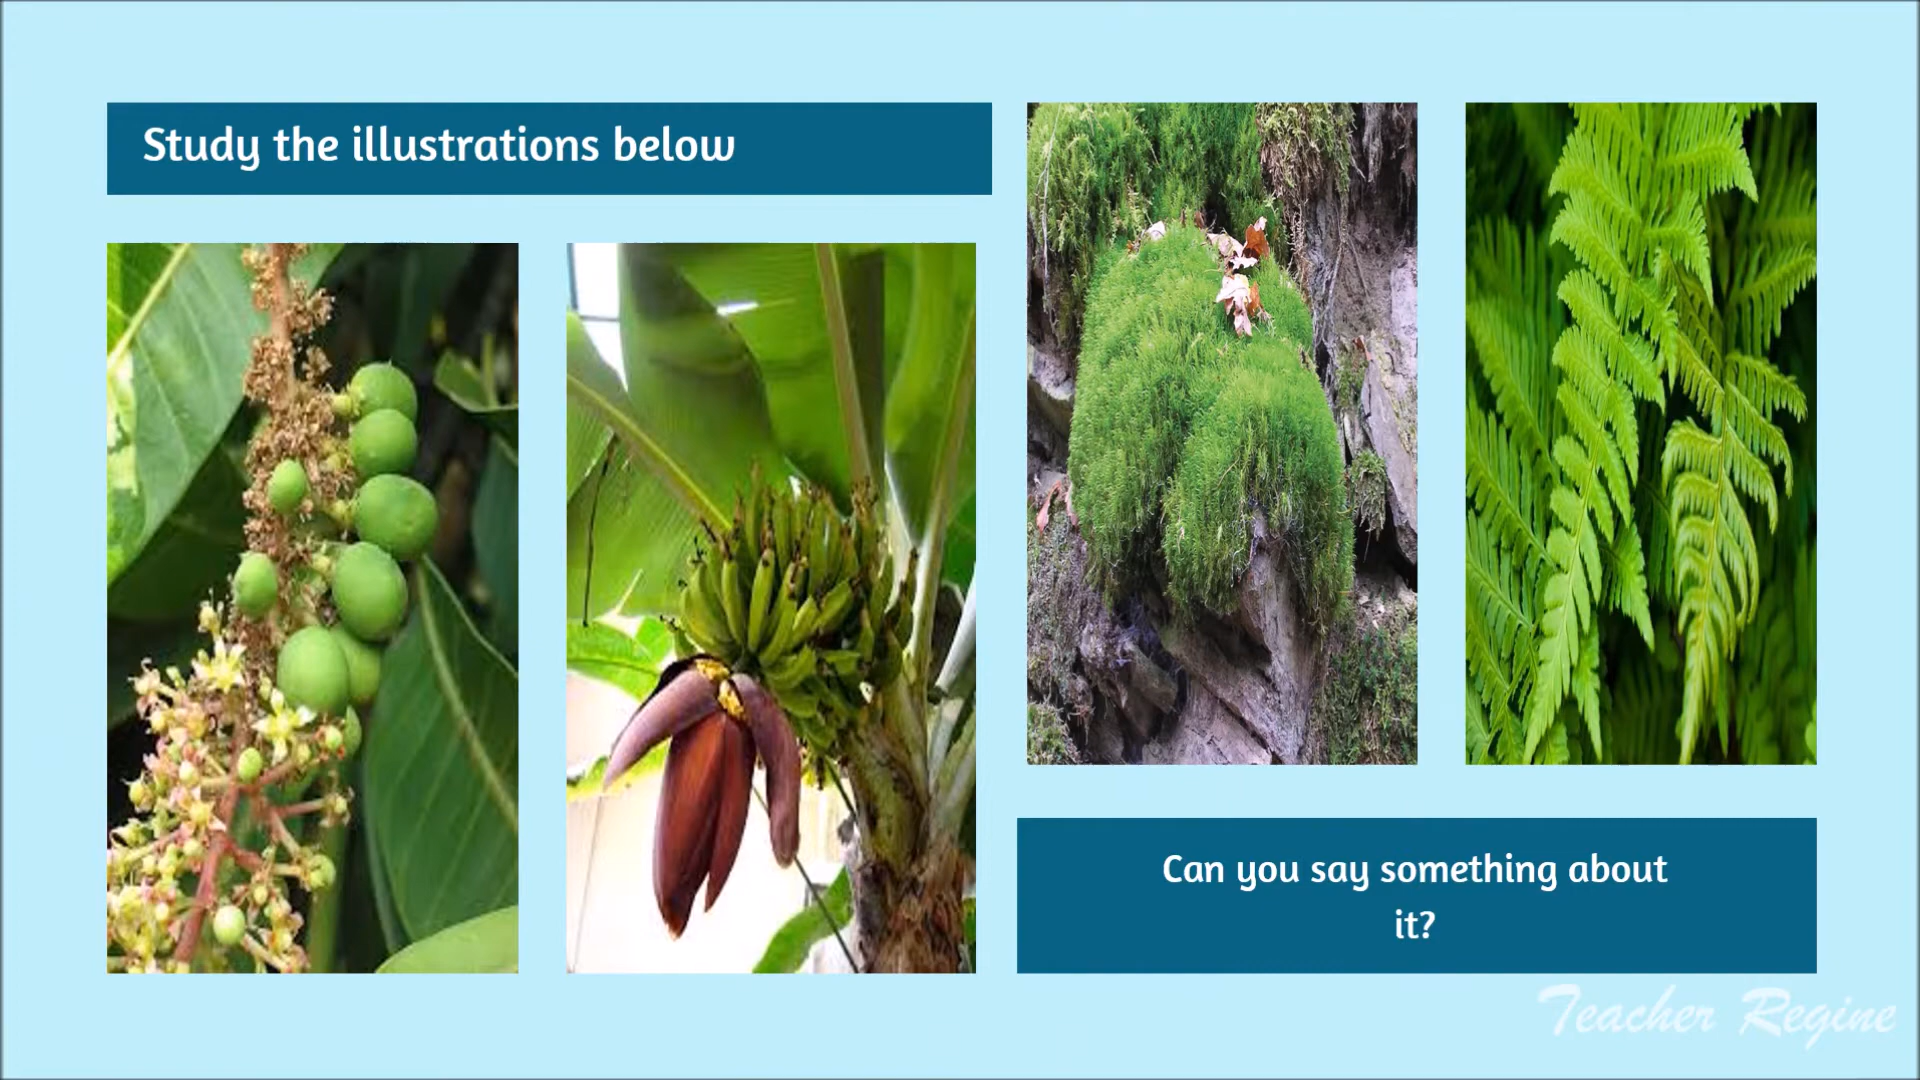 Study the illustrations below
Can you say something about
it?
Teacher Regine